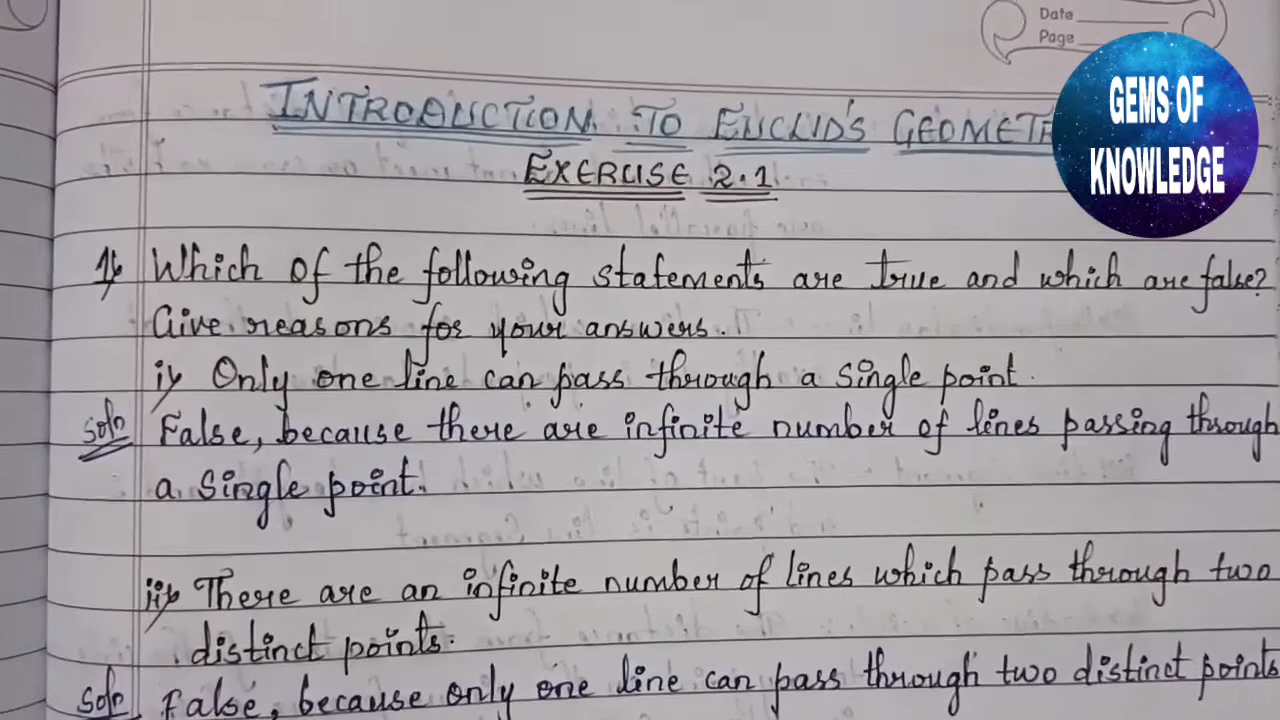 Date
Page
GEMS OF
KNOWLEDGE
INTRODUCTION TO EUCLID'S GEOMET
EXERCISE 2.1
1) Which of the following statements are true and which are false?
Give reasons for your answers.
i) Only one line can pass through a single point.
Soln False, because there are infinite number of lines passing through
a single point.
ii) There are an infinite number of lines which pass through two
distinct points.
Soln False, because only one line can pass through two distinct points